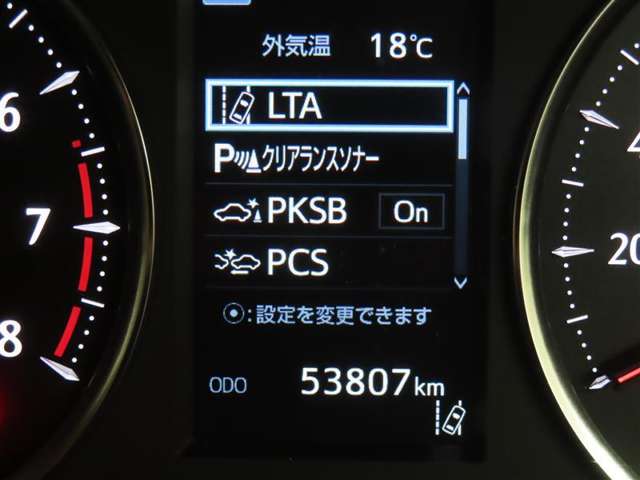 外気温 18℃
LTA
P クリアランスソナー
PKSB On
PCS
⦿:設定を変更できます
ODO 53807km
6
7
8
20